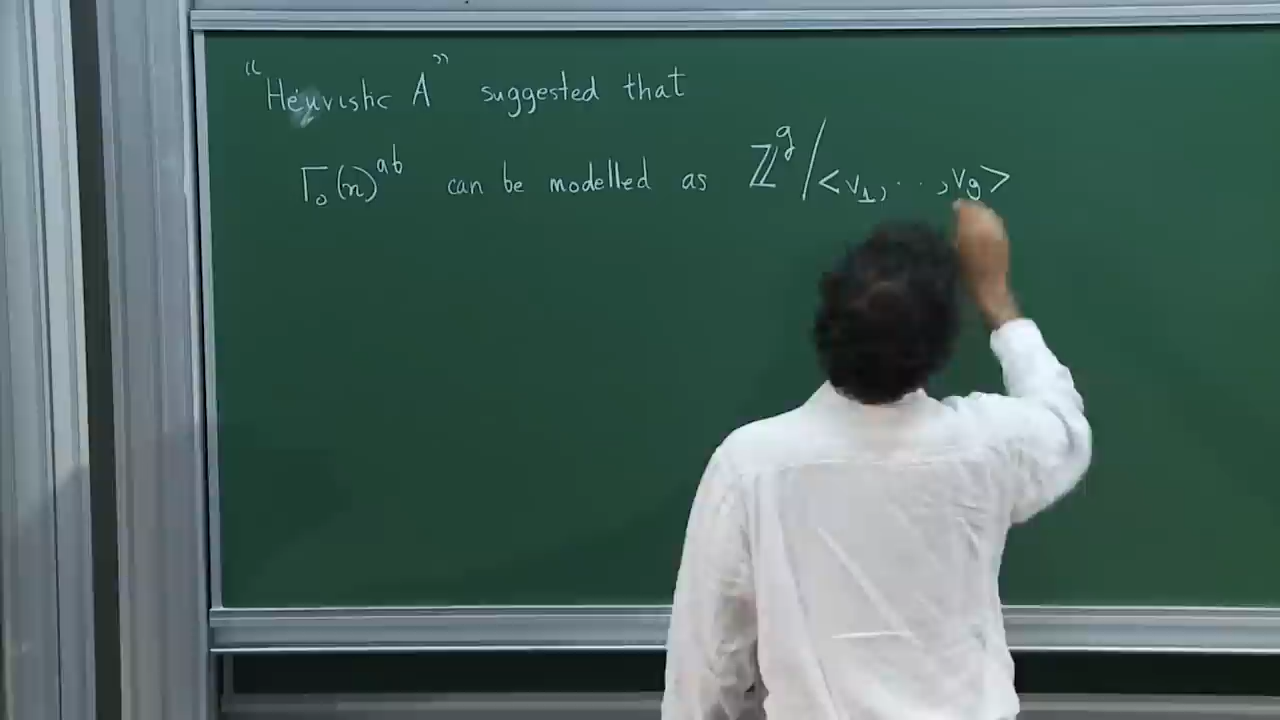 "Heuristic A" suggested that
Γ₀(n)^ab can be modelled as ℤ^g/<v₁, ..., v_g>